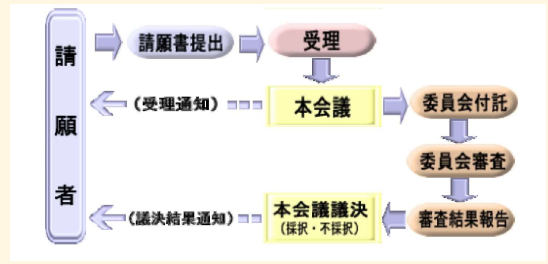 請願者
請願書提出
受理
(受理通知)
本会議
委員会付託
委員会審査
(議決結果通知)
本会議議決
(採択・不採択)
審査結果報告